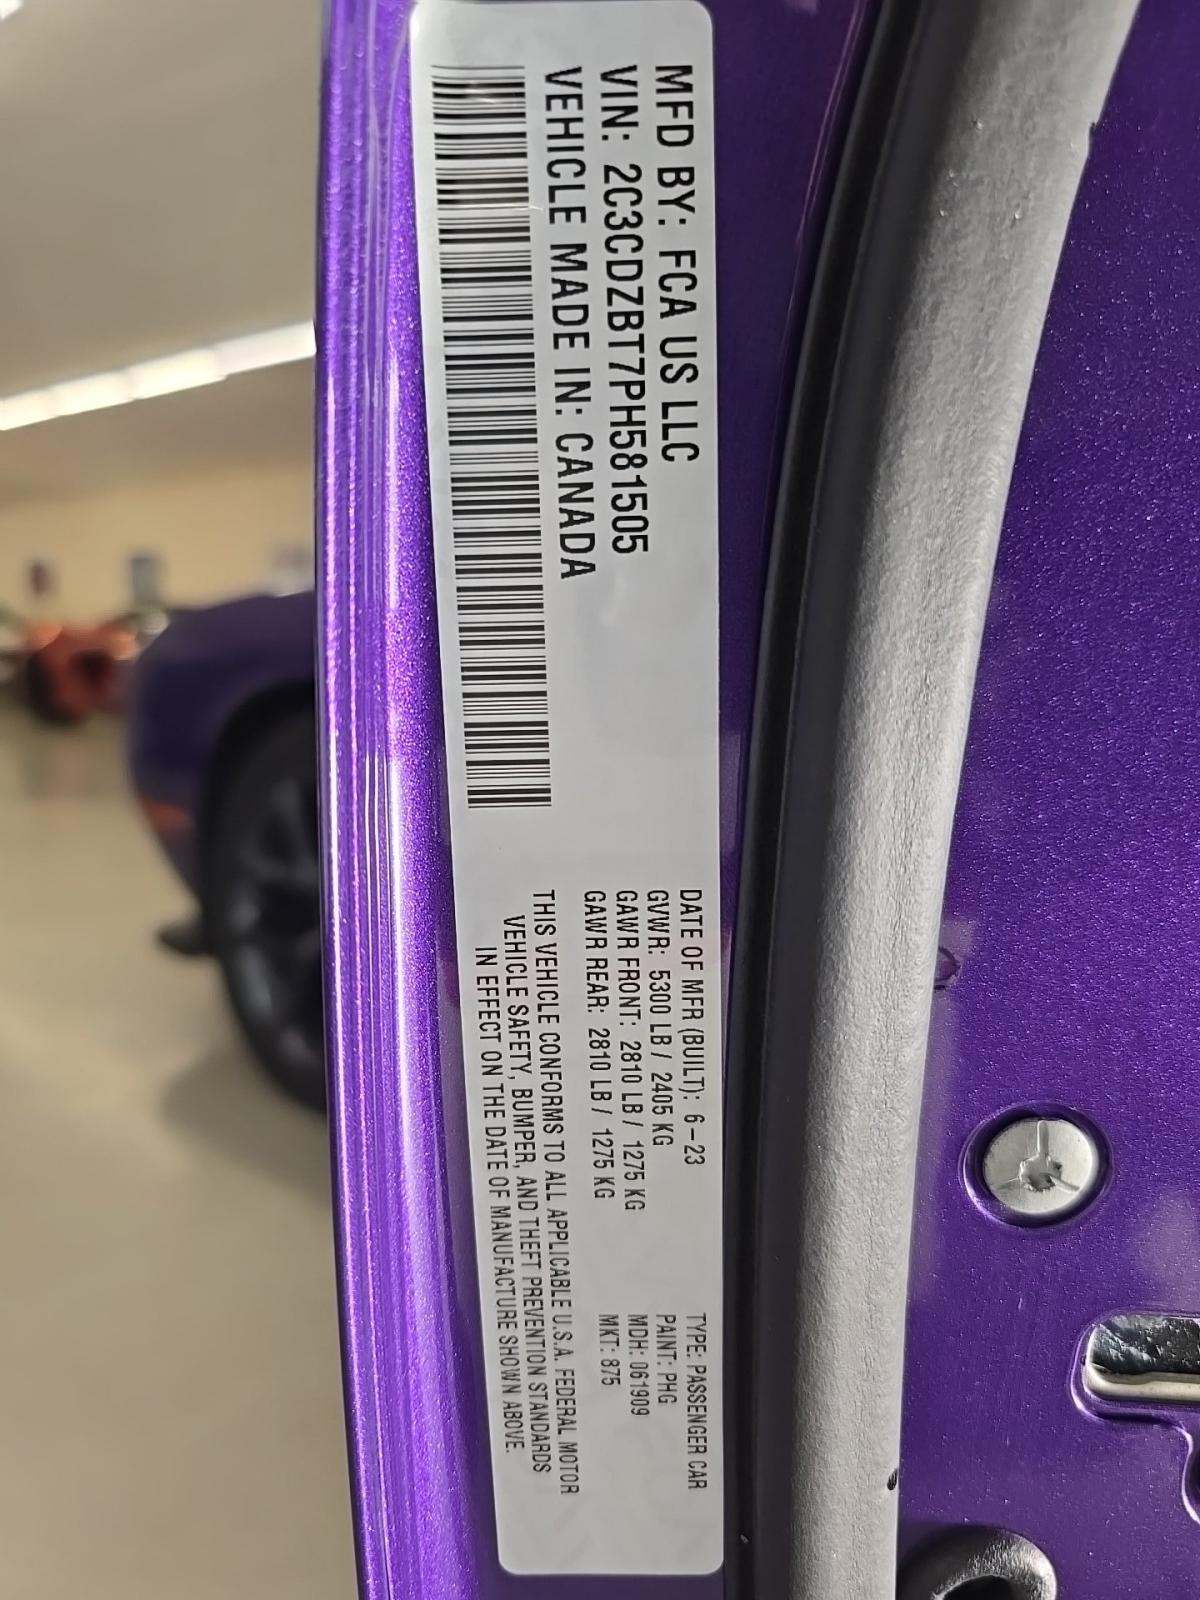 MFD BY: FCA US LLC
VIN: 2C3CDZBT7PH581505
VEHICLE MADE IN: CANADA
DATE OF MFR (BUILT): 6-23
GVWR: 5300 LB / 2405 KG
GAWR FRONT: 2810 LB / 1275 KG
GAWR REAR: 2810 LB / 1275 KG
TYPE: PASSENGER CAR
PAINT: PHG
MDH: 061909
MKT: 875
THIS VEHICLE CONFORMS TO ALL APPLICABLE U.S.A. FEDERAL MOTOR
VEHICLE SAFETY, BUMPER, AND THEFT PREVENTION STANDARDS
IN EFFECT ON THE DATE OF MANUFACTURE SHOWN ABOVE.